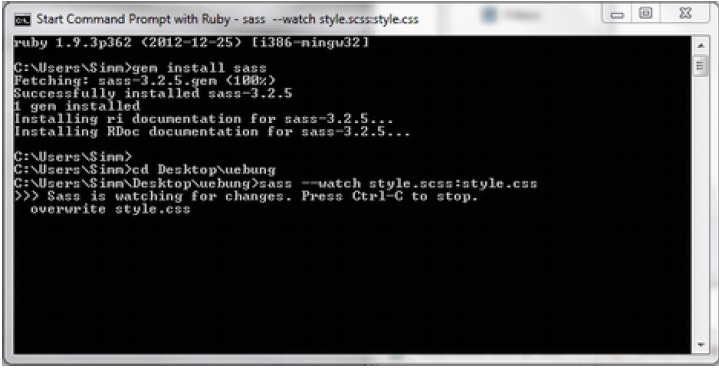 Start Command Prompt with Ruby - sass --watch style.scss:style.css
ruby 1.9.3p362 (2012-12-25) [i386-mingw32]
C:\Users\Simm>gem install sass
Fetching: sass-3.2.5.gem (100%)
Successfully installed sass-3.2.5
1 gem installed
Installing ri documentation for sass-3.2.5...
Installing RDoc documentation for sass-3.2.5...
C:\Users\Simm>
C:\Users\Simm>cd Desktop\uebung
C:\Users\Simm\Desktop\uebung>sass --watch style.scss:style.css
>>> Sass is watching for changes. Press Ctrl-C to stop.
overwrite style.css